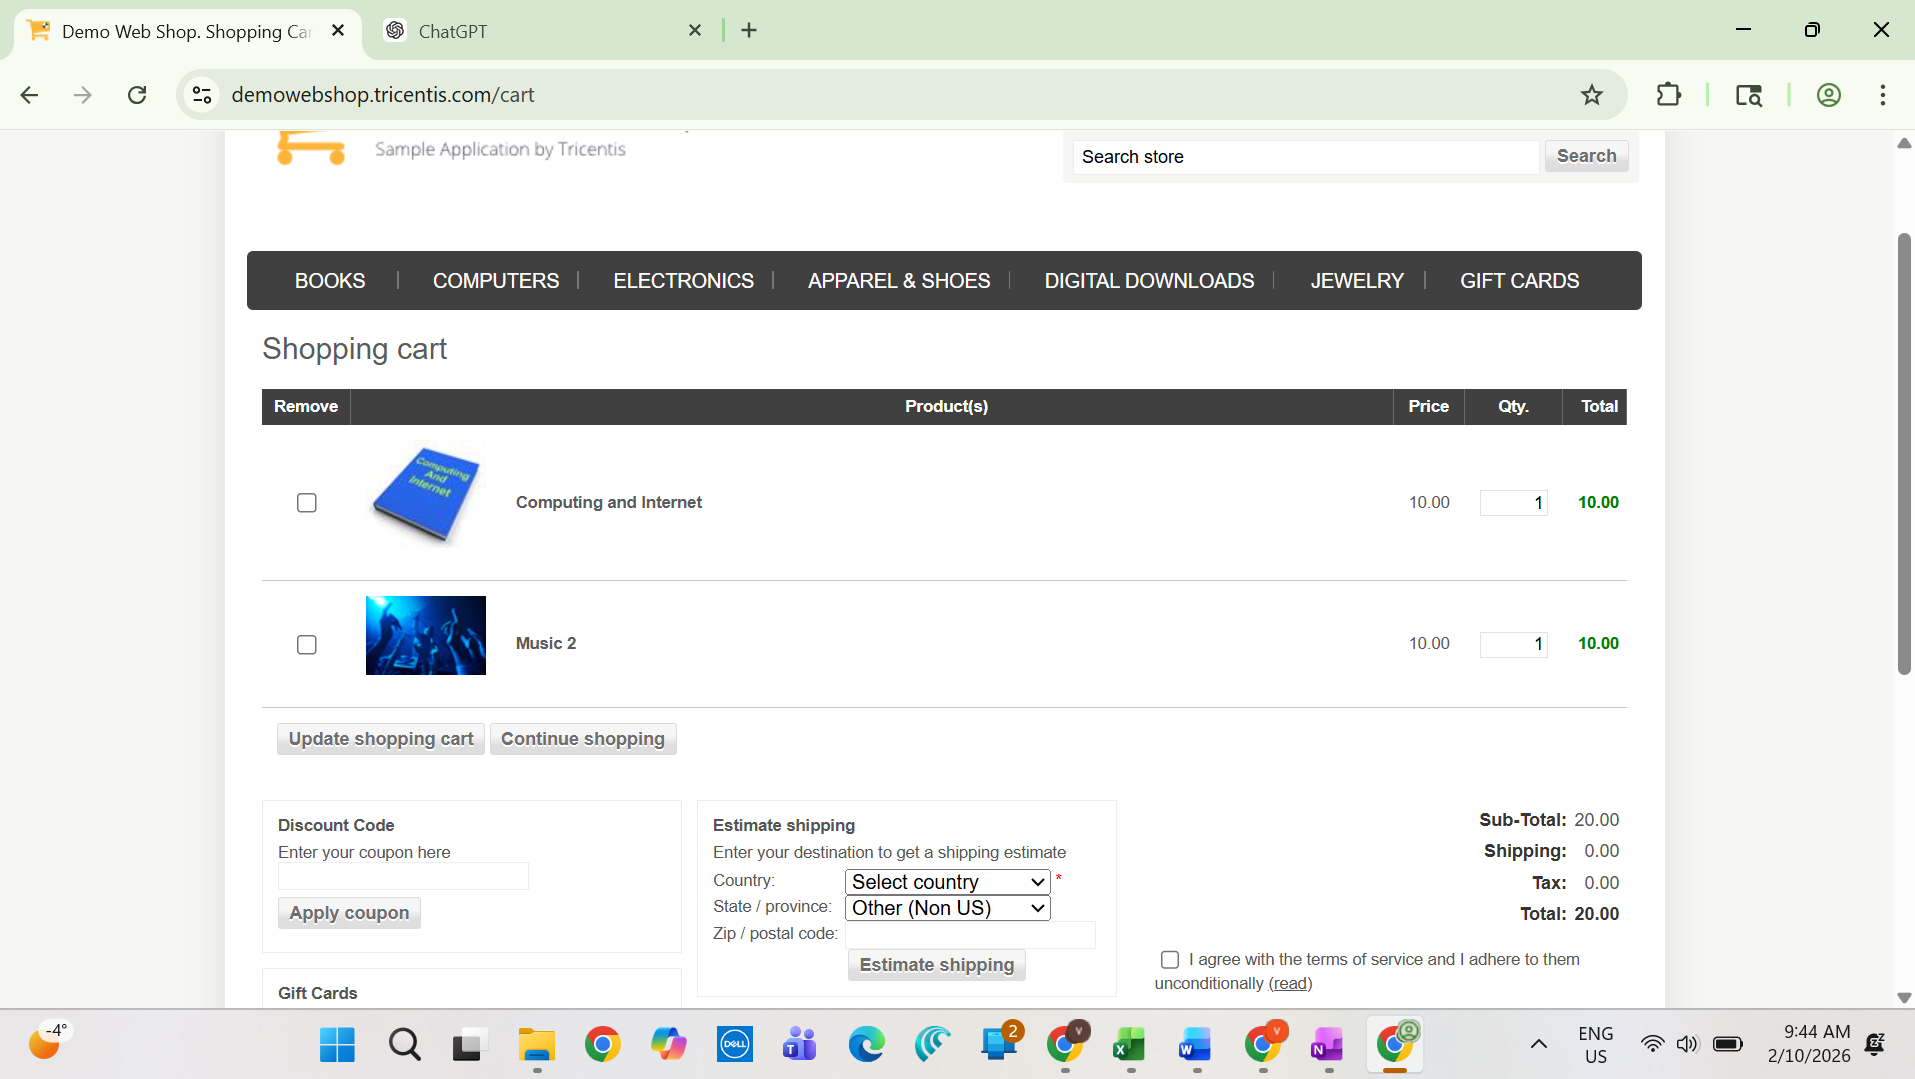 Demo Web Shop. Shopping Car
ChatGPT
demowebshop.tricentis.com/cart
Sample Application by Tricentis
Search store
Search
BOOKS
COMPUTERS
ELECTRONICS
APPAREL & SHOES
DIGITAL DOWNLOADS
JEWELRY
GIFT CARDS
Shopping cart
Remove
Product(s)
Price
Qty.
Total
Computing
And
Internet
Computing and Internet
10.00
1
10.00
Music 2
10.00
1
10.00
Update shopping cart
Continue shopping
Discount Code
Enter your coupon here
Apply coupon
Gift Cards
Estimate shipping
Enter your destination to get a shipping estimate
Country:
Select country
*
State / province:
Other (Non US)
Zip / postal code:
Estimate shipping
Sub-Total: 20.00
Shipping: 0.00
Tax: 0.00
Total: 20.00
I agree with the terms of service and I adhere to them
unconditionally (read)
-4°
DELL
T
2
V
X
W
V
N
ENG
US
9:44 AM
2/10/2026